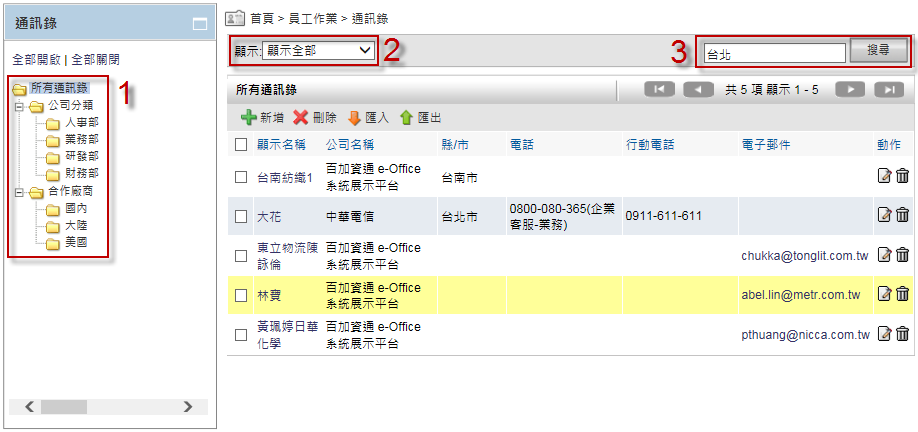 通訊錄
全部開啟 | 全部關閉
所有通訊錄
公司分類
人事部
業務部
研發部
財務部
合作廠商
國內
大陸
美國
1
首頁 > 員工作業 > 通訊錄
顯示: 顯示全部
2
3
台北
搜尋
所有通訊錄
共 5 項 顯示 1 - 5
新增 刪除 匯入 匯出
顯示名稱 公司名稱 縣/市 電話 行動電話 電子郵件 動作
台南紡織1 百加資通 e-Office 台南市
系統展示平台
大花 中華電信 台北市 0800-080-365(企業 0911-611-611
客服-業務)
東立物流陳 百加資通 e-Office chukka@tonglit.com.tw
詠倫 系統展示平台
林寶 百加資通 e-Office abel.lin@metr.com.tw
系統展示平台
黃珮婷日華 百加資通 e-Office pthuang@nicca.com.tw
化學 系統展示平台